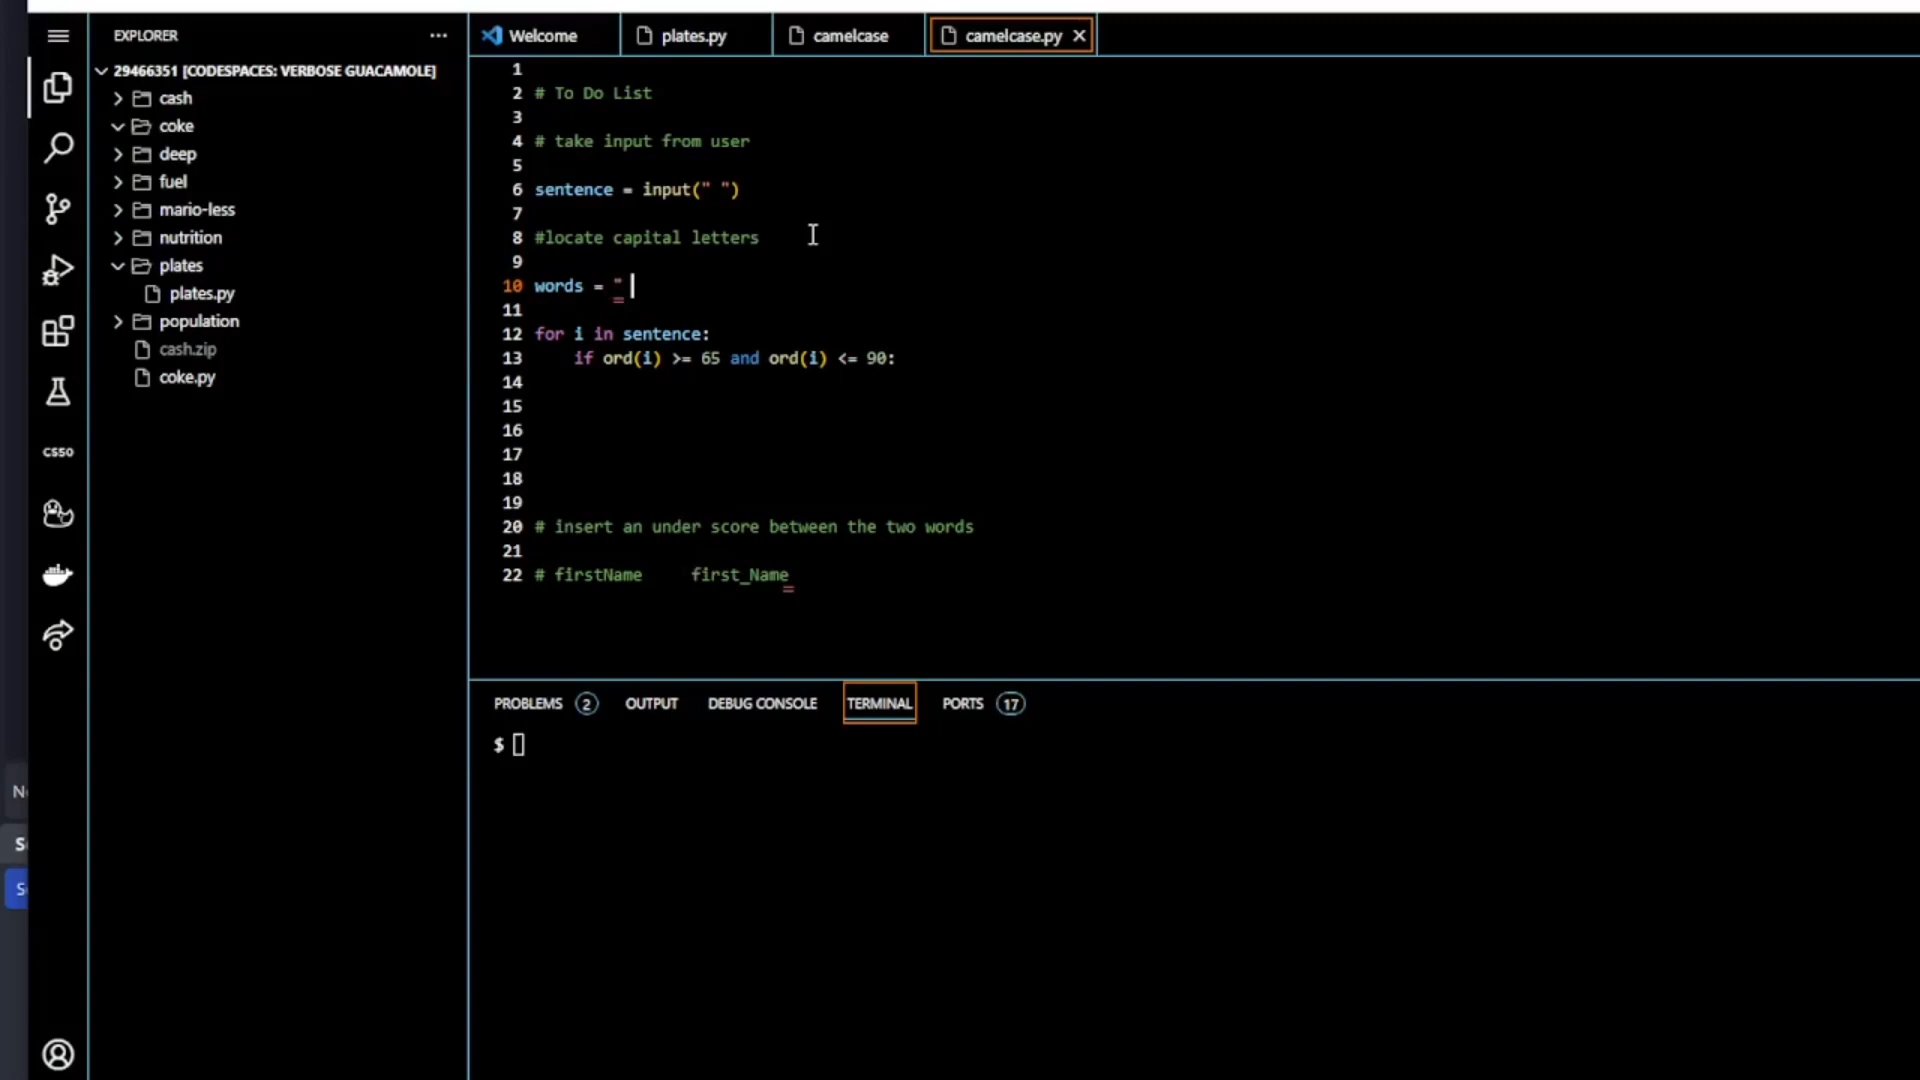 EXPLORER
29466351 [CODESPACES: VERBOSE GUACAMOLE]
cash
coke
deep
fuel
mario-less
nutrition
plates
plates.py
population
cash.zip
coke.py
CS50
Welcome
plates.py
camelcase
camelcase.py
1
2 # To Do List
3
4 # take input from user
5
6 sentence = input(" ")
7
8 #locate capital letters
9
10 words = "
11
12 for i in sentence:
13 if ord(i) >= 65 and ord(i) <= 90:
14
15
16
17
18
19
20 # insert an under score between the two words
21
22 # firstName first_Name
PROBLEMS 2 OUTPUT DEBUG CONSOLE TERMINAL PORTS 17
$